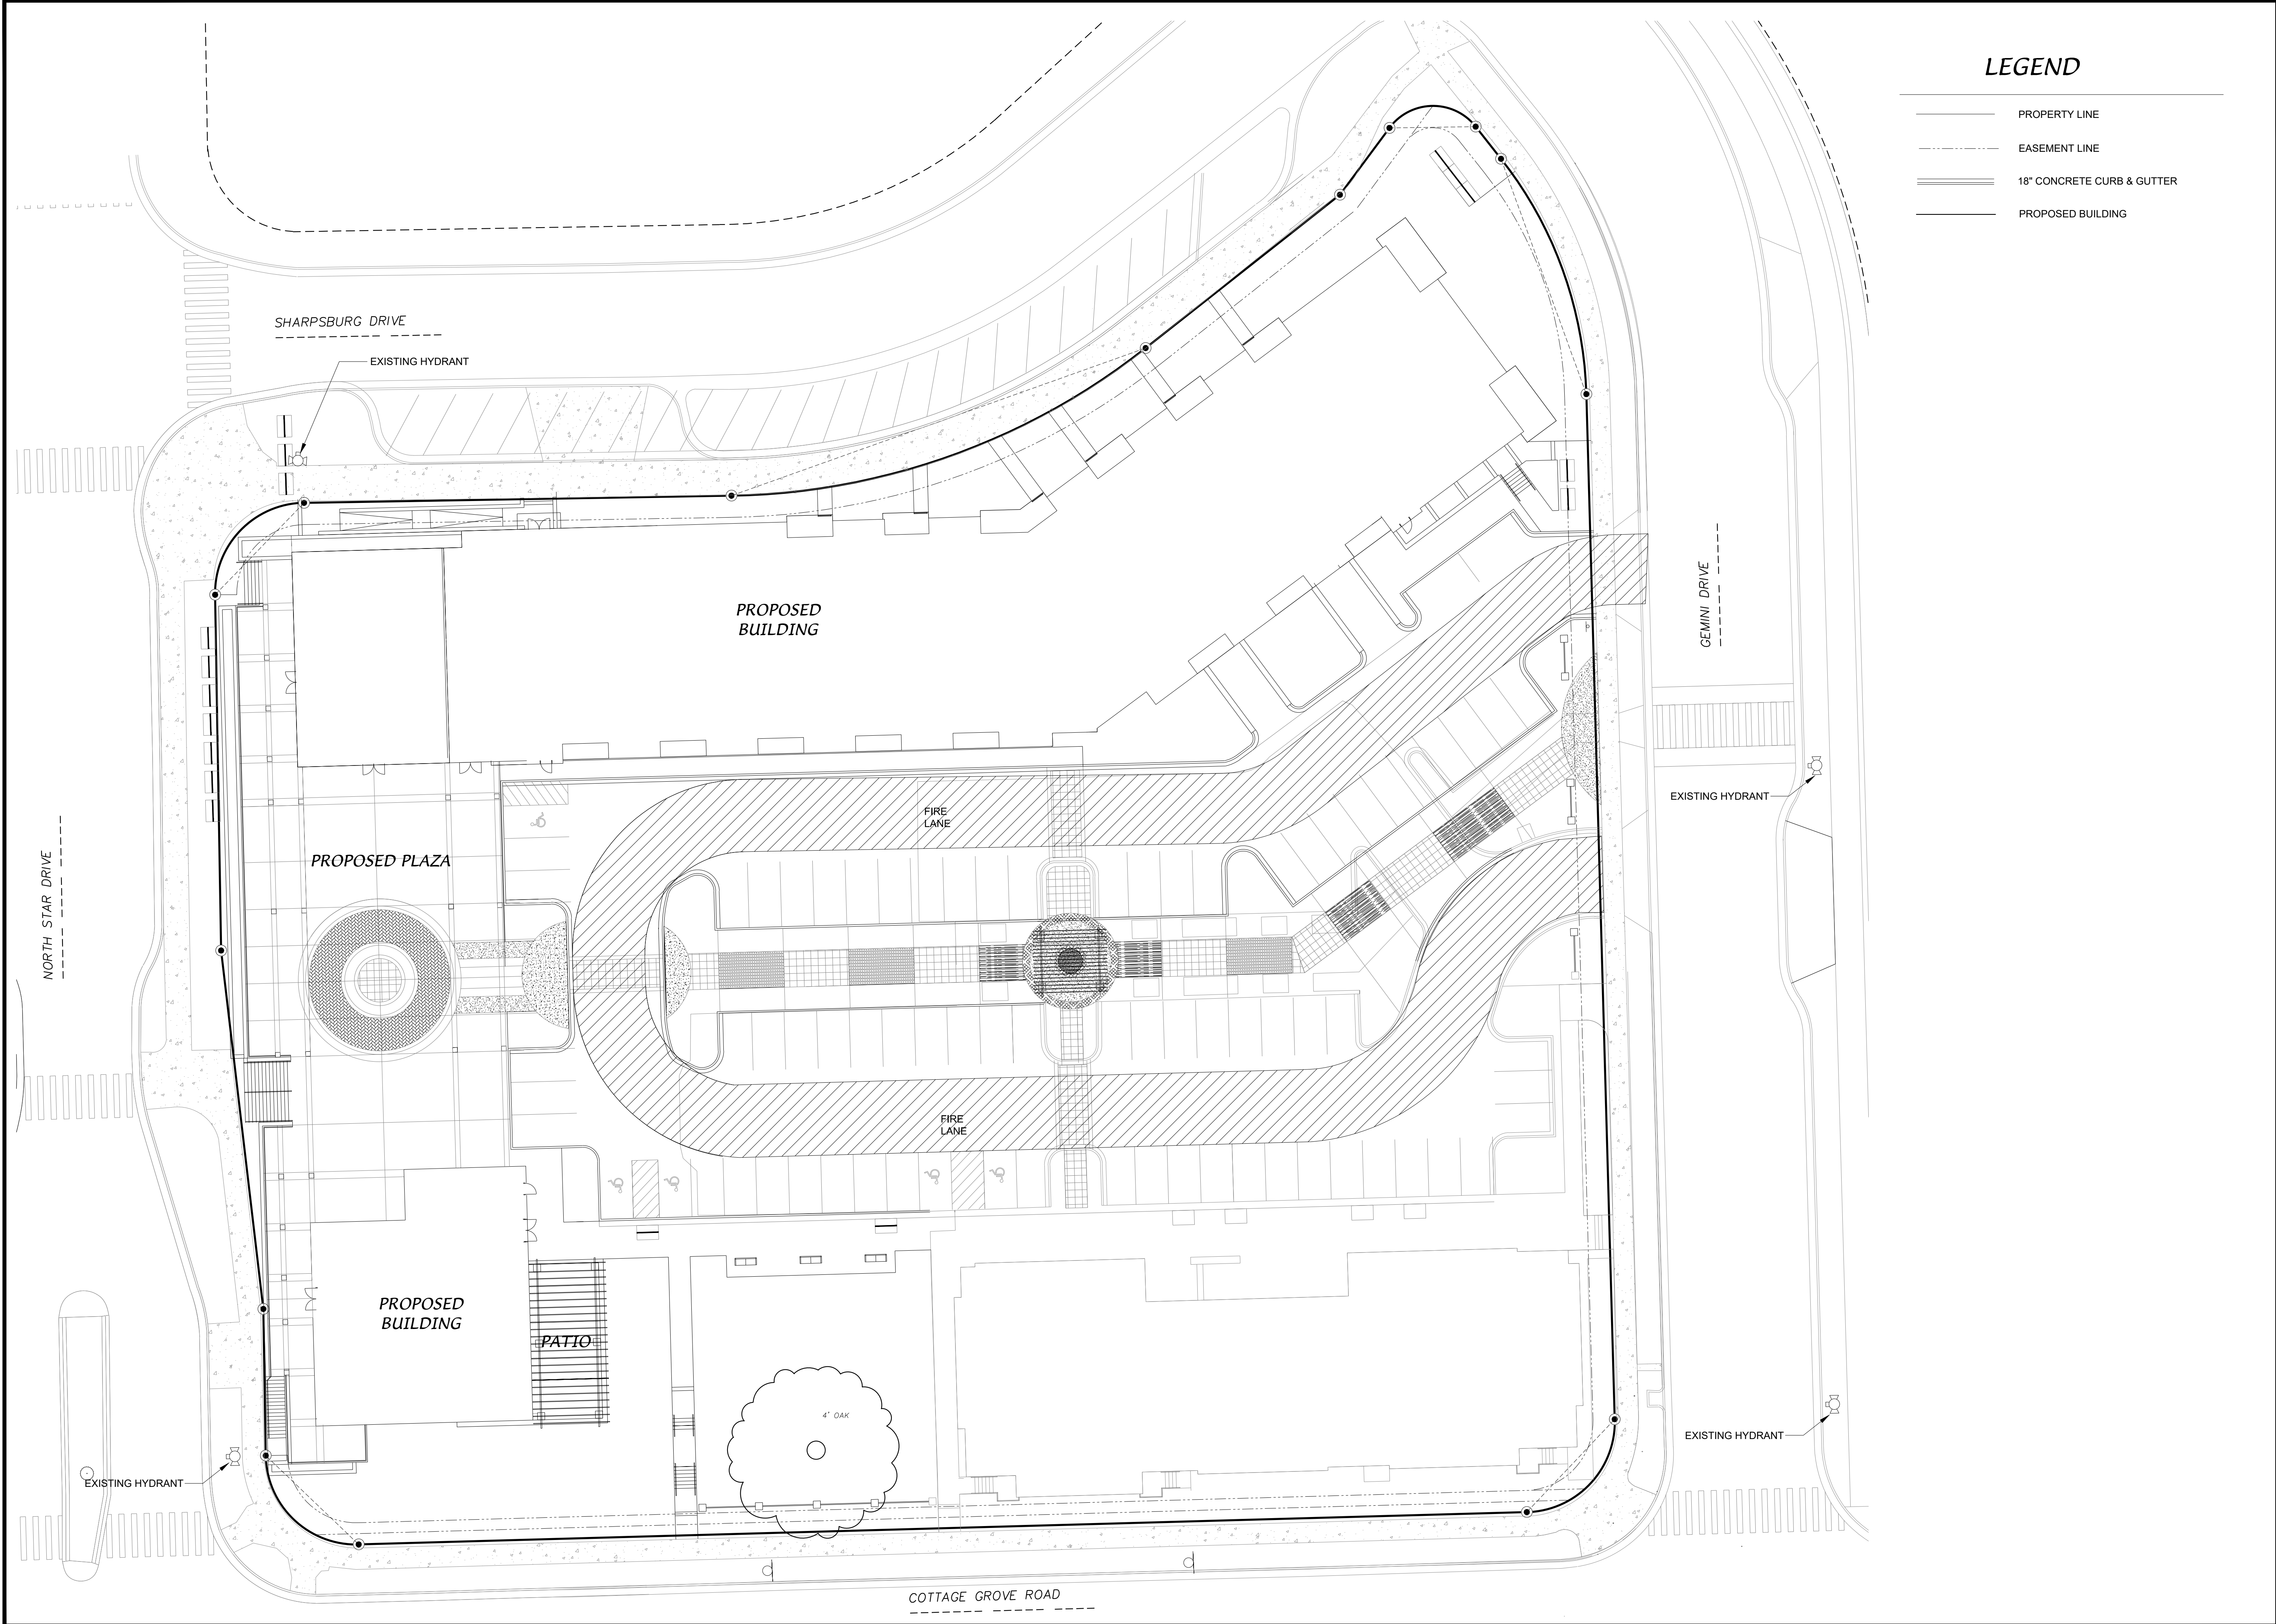 LEGEND
PROPERTY LINE
EASEMENT LINE
18" CONCRETE CURB & GUTTER
PROPOSED BUILDING
SHARPSBURG DRIVE
EXISTING HYDRANT
GEMINI DRIVE
PROPOSED
BUILDING
EXISTING HYDRANT
FIRE
LANE
PROPOSED PLAZA
NORTH STAR DRIVE
FIRE
LANE
PROPOSED
BUILDING
PATIO
4' OAK
EXISTING HYDRANT
EXISTING HYDRANT
COTTAGE GROVE ROAD